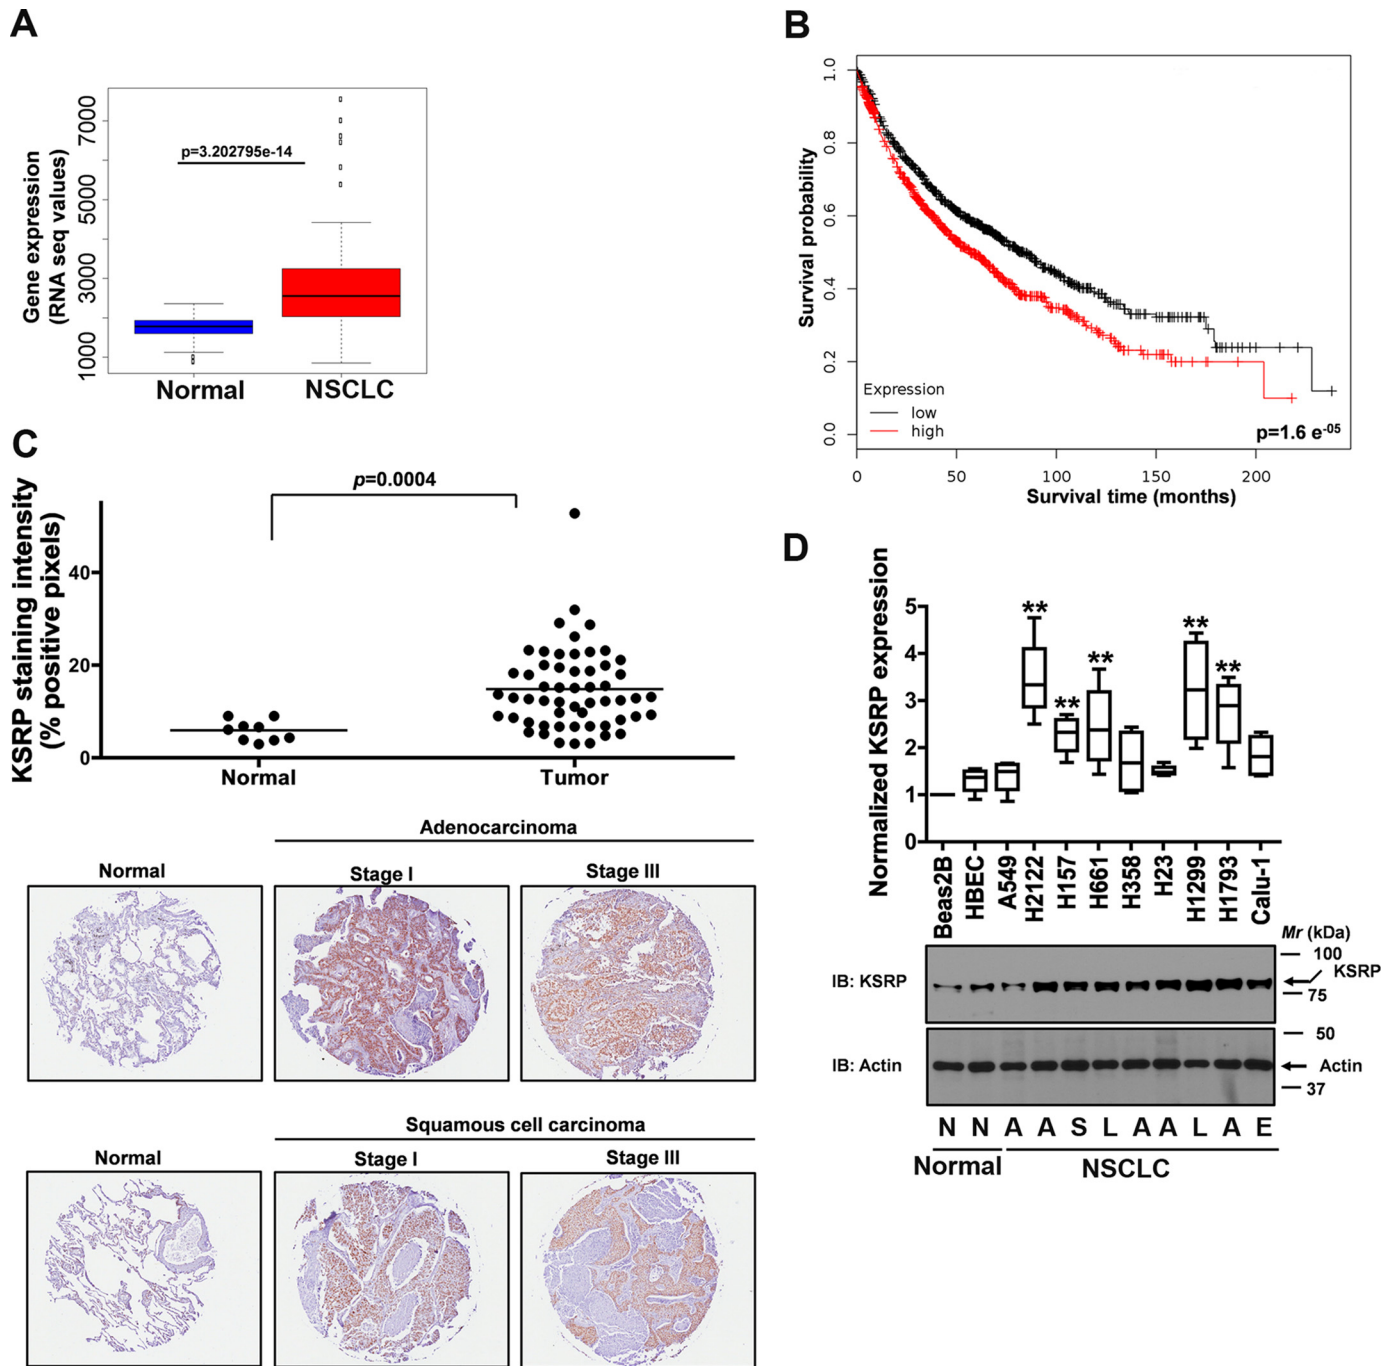 A
Gene expression
(RNA seq values)
7000
5000
3000
1000
p=3.202795e-14
Normal NSCLC
B
Survival probability
1.0
0.8
0.6
0.4
0.2
0.0
Expression
low
high
p=1.6 e-05
0 50 100 150 200
Survival time (months)
C
KSRP staining intensity
(% positive pixels)
p=0.0004
40
20
0
Normal Tumor
Adenocarcinoma
Normal Stage I Stage III
Squamous cell carcinoma
Normal Stage I Stage III
D
Normalized KSRP expression
5
4
3
2
1
0
** ** ** ** **
Beas2B HBEC A549 H2122 H157 H661 H358 H23 H1299 H1793 Calu-1
Mr (kDa)
100
IB: KSRP KSRP
75
50
IB: Actin Actin
37
N N A A S L A A L A E
Normal NSCLC